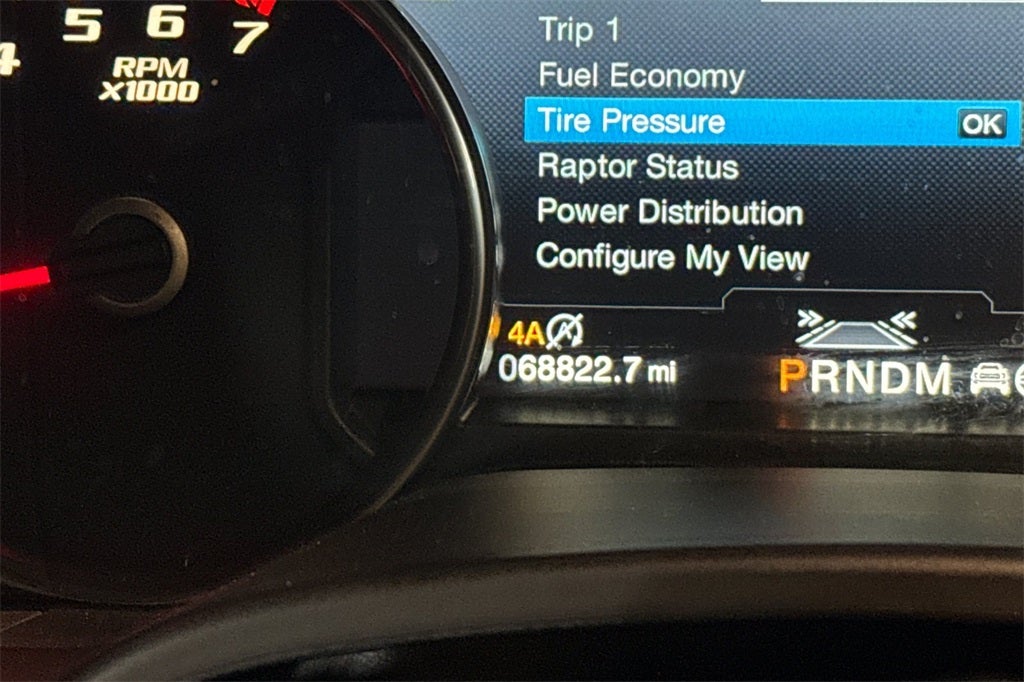 4 5 6 7
RPM
x1000
Trip 1
Fuel Economy
Tire Pressure OK
Raptor Status
Power Distribution
Configure My View
4A
068822.7 mi
PRNDM